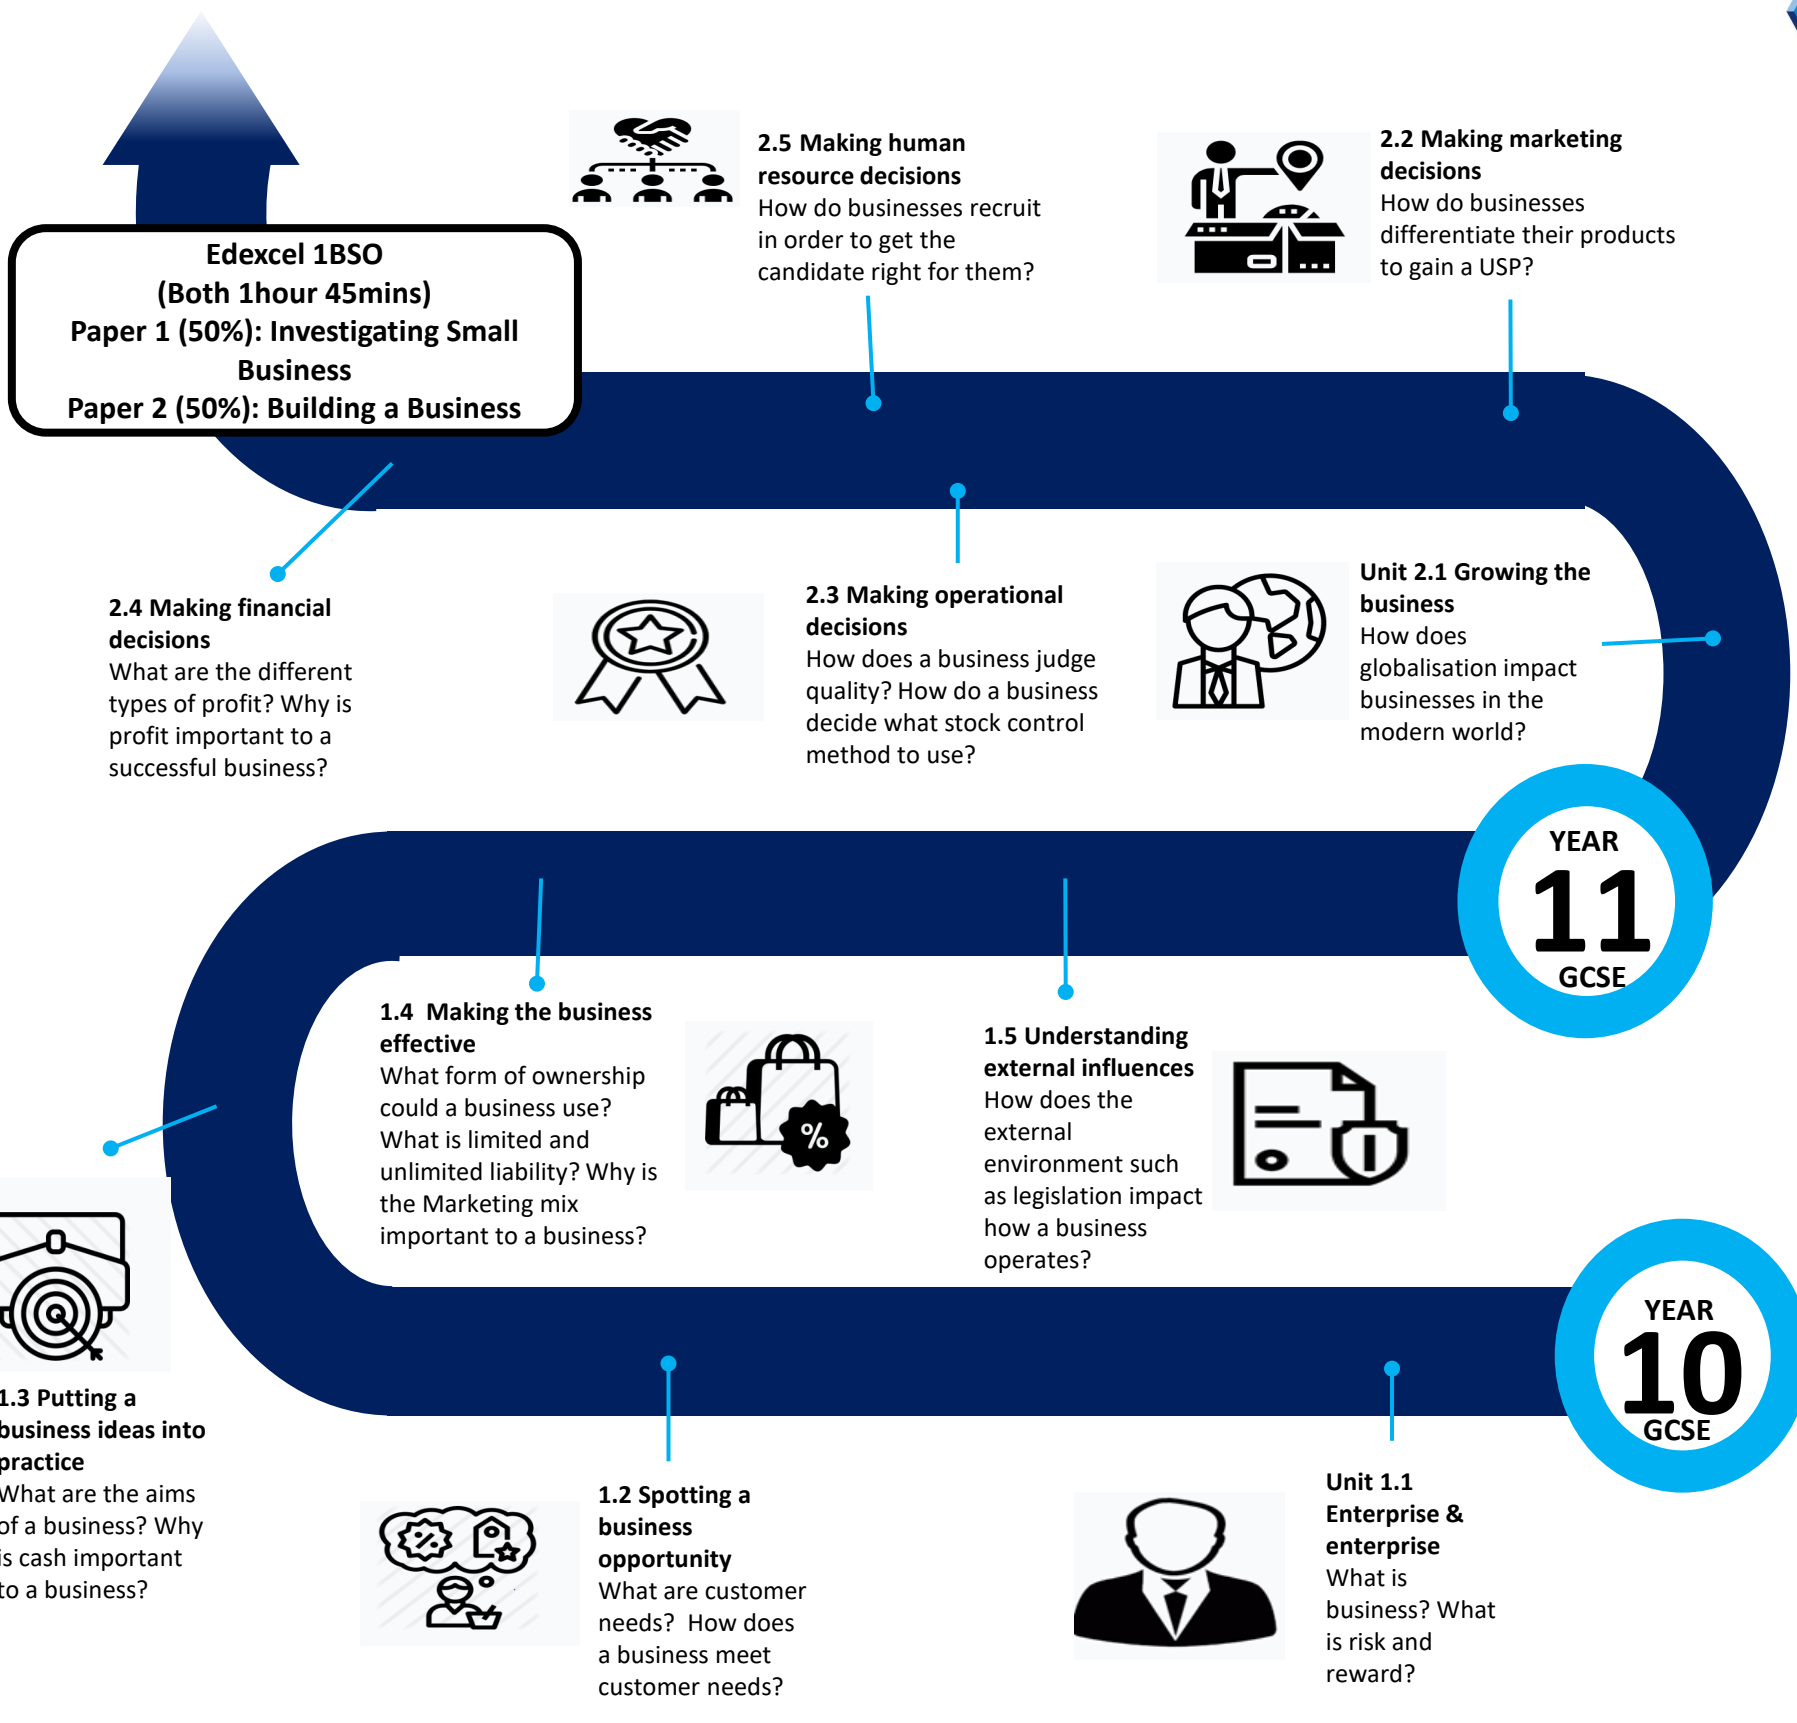 2.5 Making human
resource decisions
How do businesses recruit
in order to get the
candidate right for them?
2.2 Making marketing
decisions
How do businesses
differentiate their products
to gain a USP?
Edexcel 1BSO
(Both 1hour 45mins)
Paper 1 (50%): Investigating Small
Business
Paper 2 (50%): Building a Business
2.4 Making financial
decisions
What are the different
types of profit? Why is
profit important to a
successful business?
2.3 Making operational
decisions
How does a business judge
quality? How do a business
decide what stock control
method to use?
Unit 2.1 Growing the
business
How does
globalisation impact
businesses in the
modern world?
YEAR
11
GCSE
1.4  Making the business
effective
What form of ownership
could a business use?
What is limited and
unlimited liability? Why is
the Marketing mix
important to a business?
%
1.5 Understanding
external influences
How does the
external
environment such
as legislation impact
how a business
operates?
YEAR
10
GCSE
1.3 Putting a
business ideas into
practice
What are the aims
of a business? Why
is cash important
to a business?
%
1.2 Spotting a
business
opportunity
What are customer
needs?  How does
a business meet
customer needs?
Unit 1.1
Enterprise &
enterprise
What is
business? What
is risk and
reward?